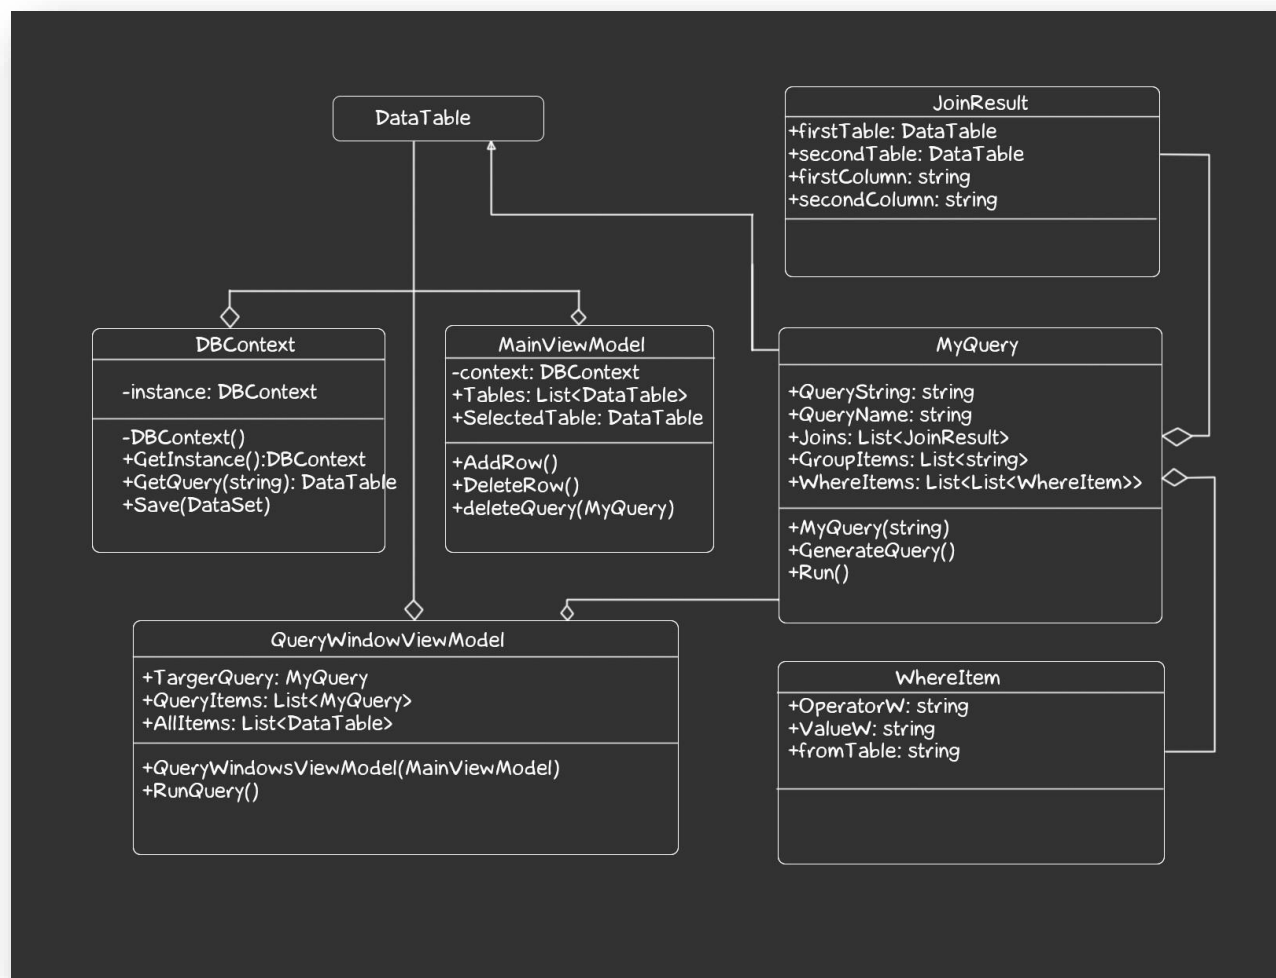 DataTable
JoinResult
+firstTable: DataTable
+secondTable: DataTable
+firstColumn: string
+secondColumn: string
DBContext
-instance: DBContext
-DBContext()
+GetInstance():DBContext
+GetQuery(string): DataTable
+Save(DataSet)
MainViewModel
-context: DBContext
+Tables: List<DataTable>
+SelectedTable: DataTable
+AddRow()
+DeleteRow()
+deleteQuery(MyQuery)
MyQuery
+QueryString: string
+QueryName: string
+Joins: List<JoinResult>
+GroupItems: List<string>
+WhereItems: List<List<WhereItem>>
+MyQuery(string)
+GenerateQuery()
+Run()
QueryWindowViewModel
+TargerQuery: MyQuery
+QueryItems: List<MyQuery>
+AllItems: List<DataTable>
+QueryWindowsViewModel(MainViewModel)
+RunQuery()
WhereItem
+OperatorW: string
+ValueW: string
+fromTable: string